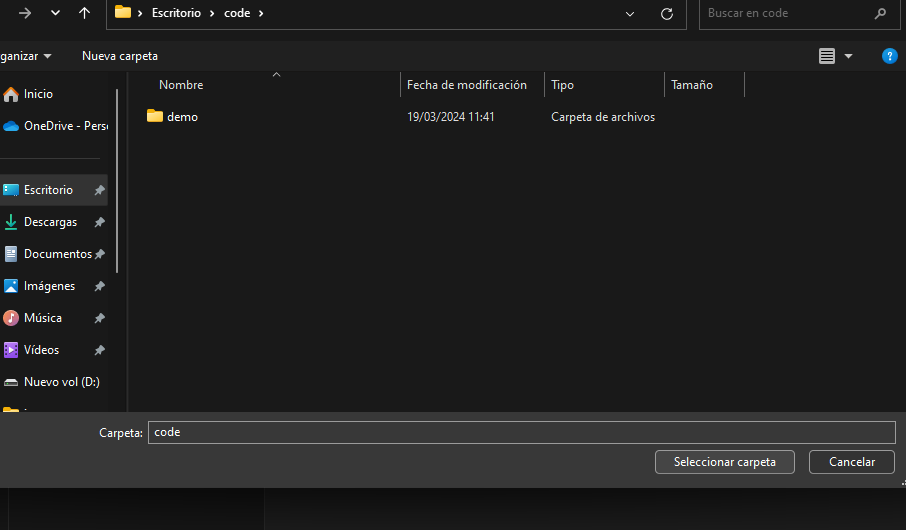 Escritorio > code >
Buscar en code
ganizar
Nueva carpeta
Nombre
Fecha de modificación
Tipo
Tamaño
demo
19/03/2024 11:41
Carpeta de archivos
Inicio
OneDrive - Perso
Escritorio
Descargas
Documentos
Imágenes
Música
Vídeos
Nuevo vol (D:)
Carpeta:
code
Seleccionar carpeta
Cancelar